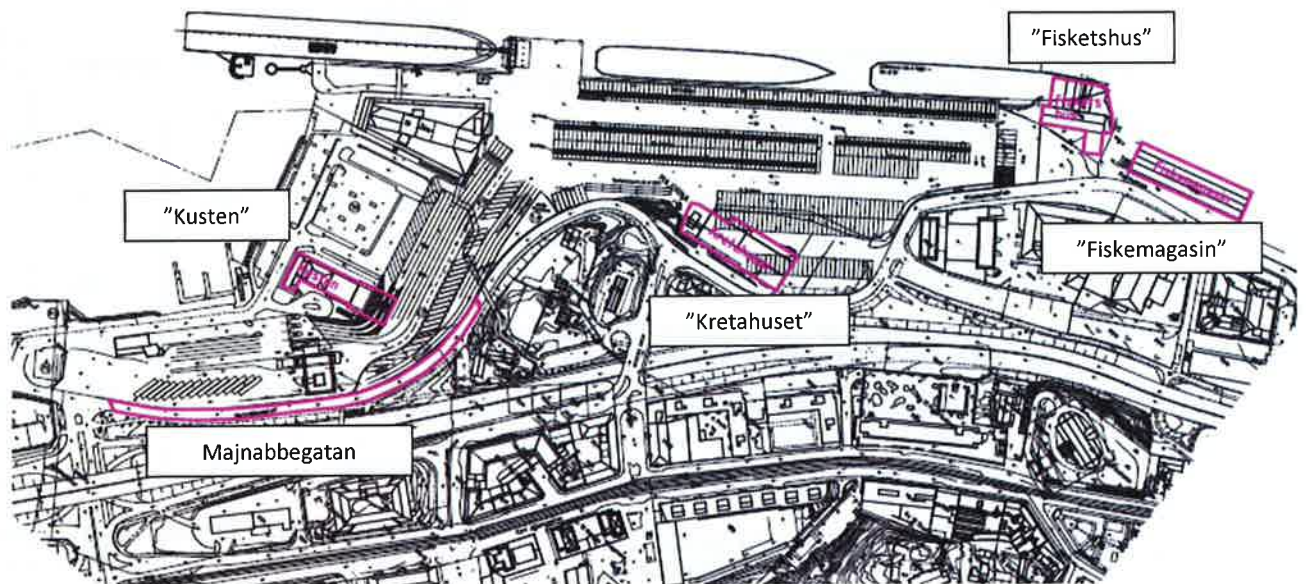 ”Fisketshus”
”Kusten”
”Fiskemagasin”
”Kretahuset”
Majnabbegatan